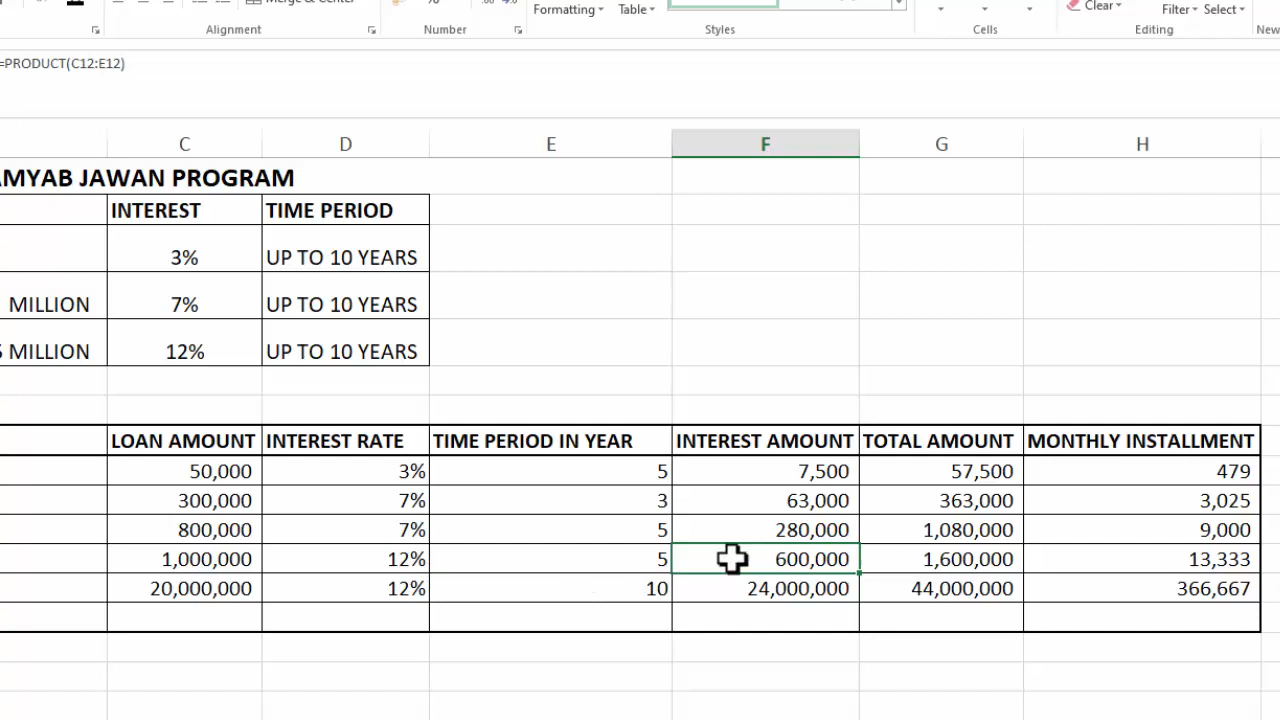 Formatting Table Clear Filter Select
Alignment Number Styles Cells Editing
=PRODUCT(C12:E12)
C D E F G H
AMYAB JAWAN PROGRAM
INTEREST TIME PERIOD
3% UP TO 10 YEARS
MILLION 7% UP TO 10 YEARS
MILLION 12% UP TO 10 YEARS
LOAN AMOUNT INTEREST RATE TIME PERIOD IN YEAR INTEREST AMOUNT TOTAL AMOUNT MONTHLY INSTALLMENT
50,000 3% 5 7,500 57,500 479
300,000 7% 3 63,000 363,000 3,025
800,000 7% 5 280,000 1,080,000 9,000
1,000,000 12% 5 600,000 1,600,000 13,333
20,000,000 12% 10 24,000,000 44,000,000 366,667